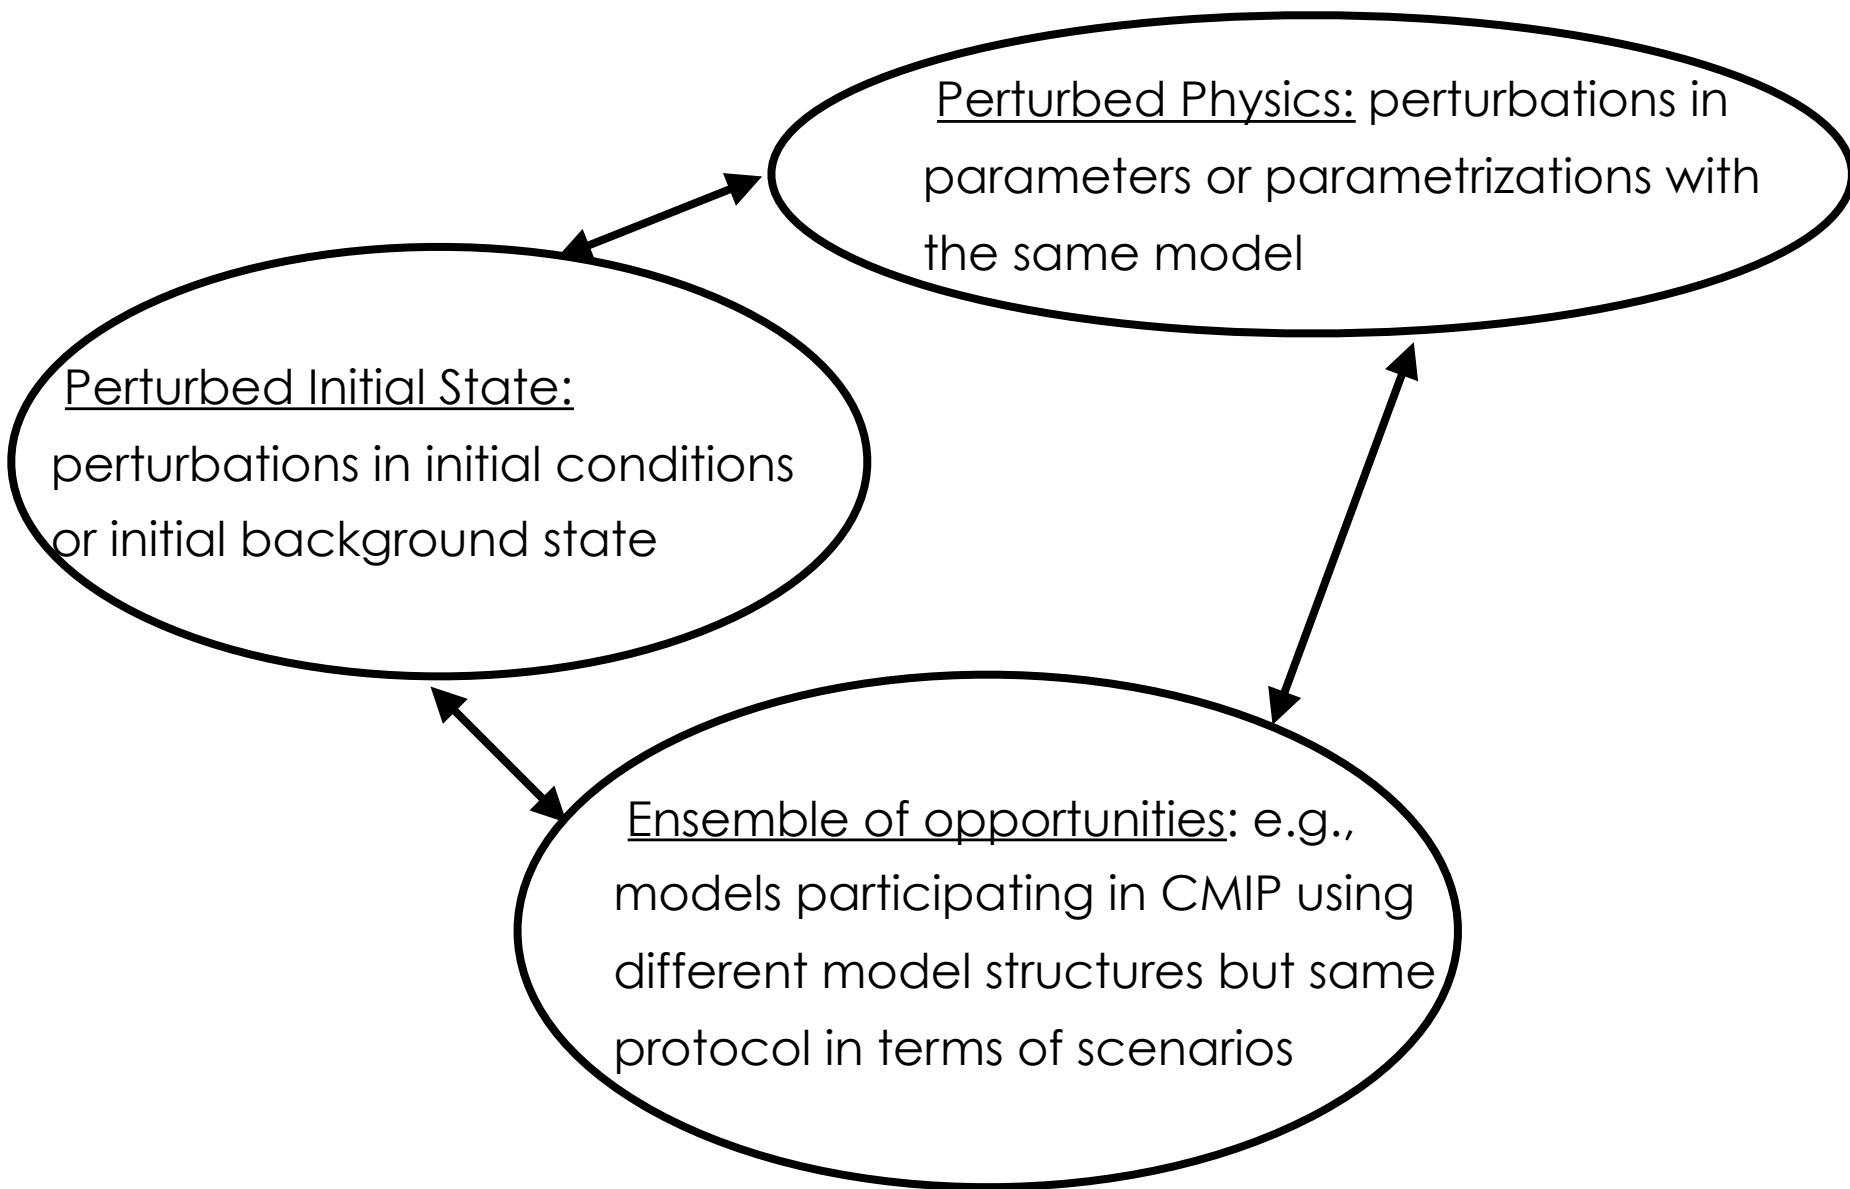 Perturbed Physics: perturbations in
parameters or parametrizations with
the same model
Perturbed Initial State:
perturbations in initial conditions
or initial background state
Ensemble of opportunities: e.g.,
models participating in CMIP using
different model structures but same
protocol in terms of scenarios